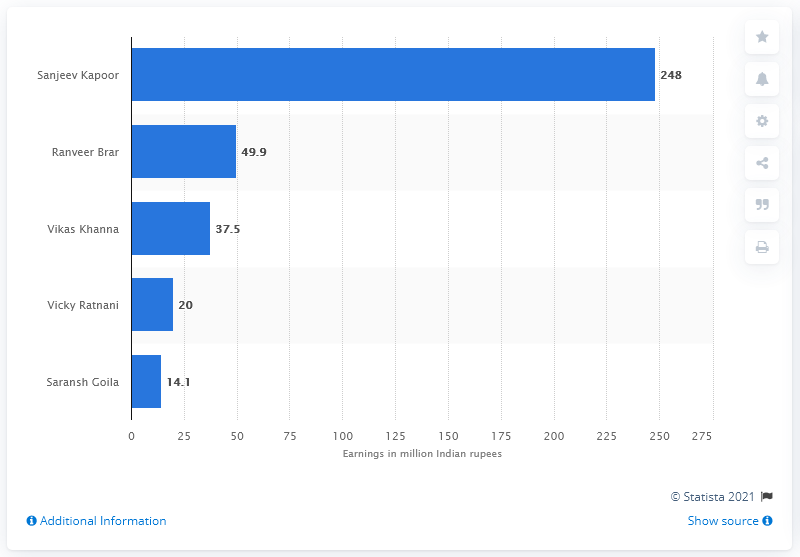 Sanjeev Kapoor 248
Ranveer Brar 49.9
Vikas Khanna 37.5
Vicky Ratnani 20
Saransh Goila 14.1
0 25 50 75 100 125 150 175 200 225 250 275
Earnings in million Indian rupees
© Statista 2021
Additional Information Show source